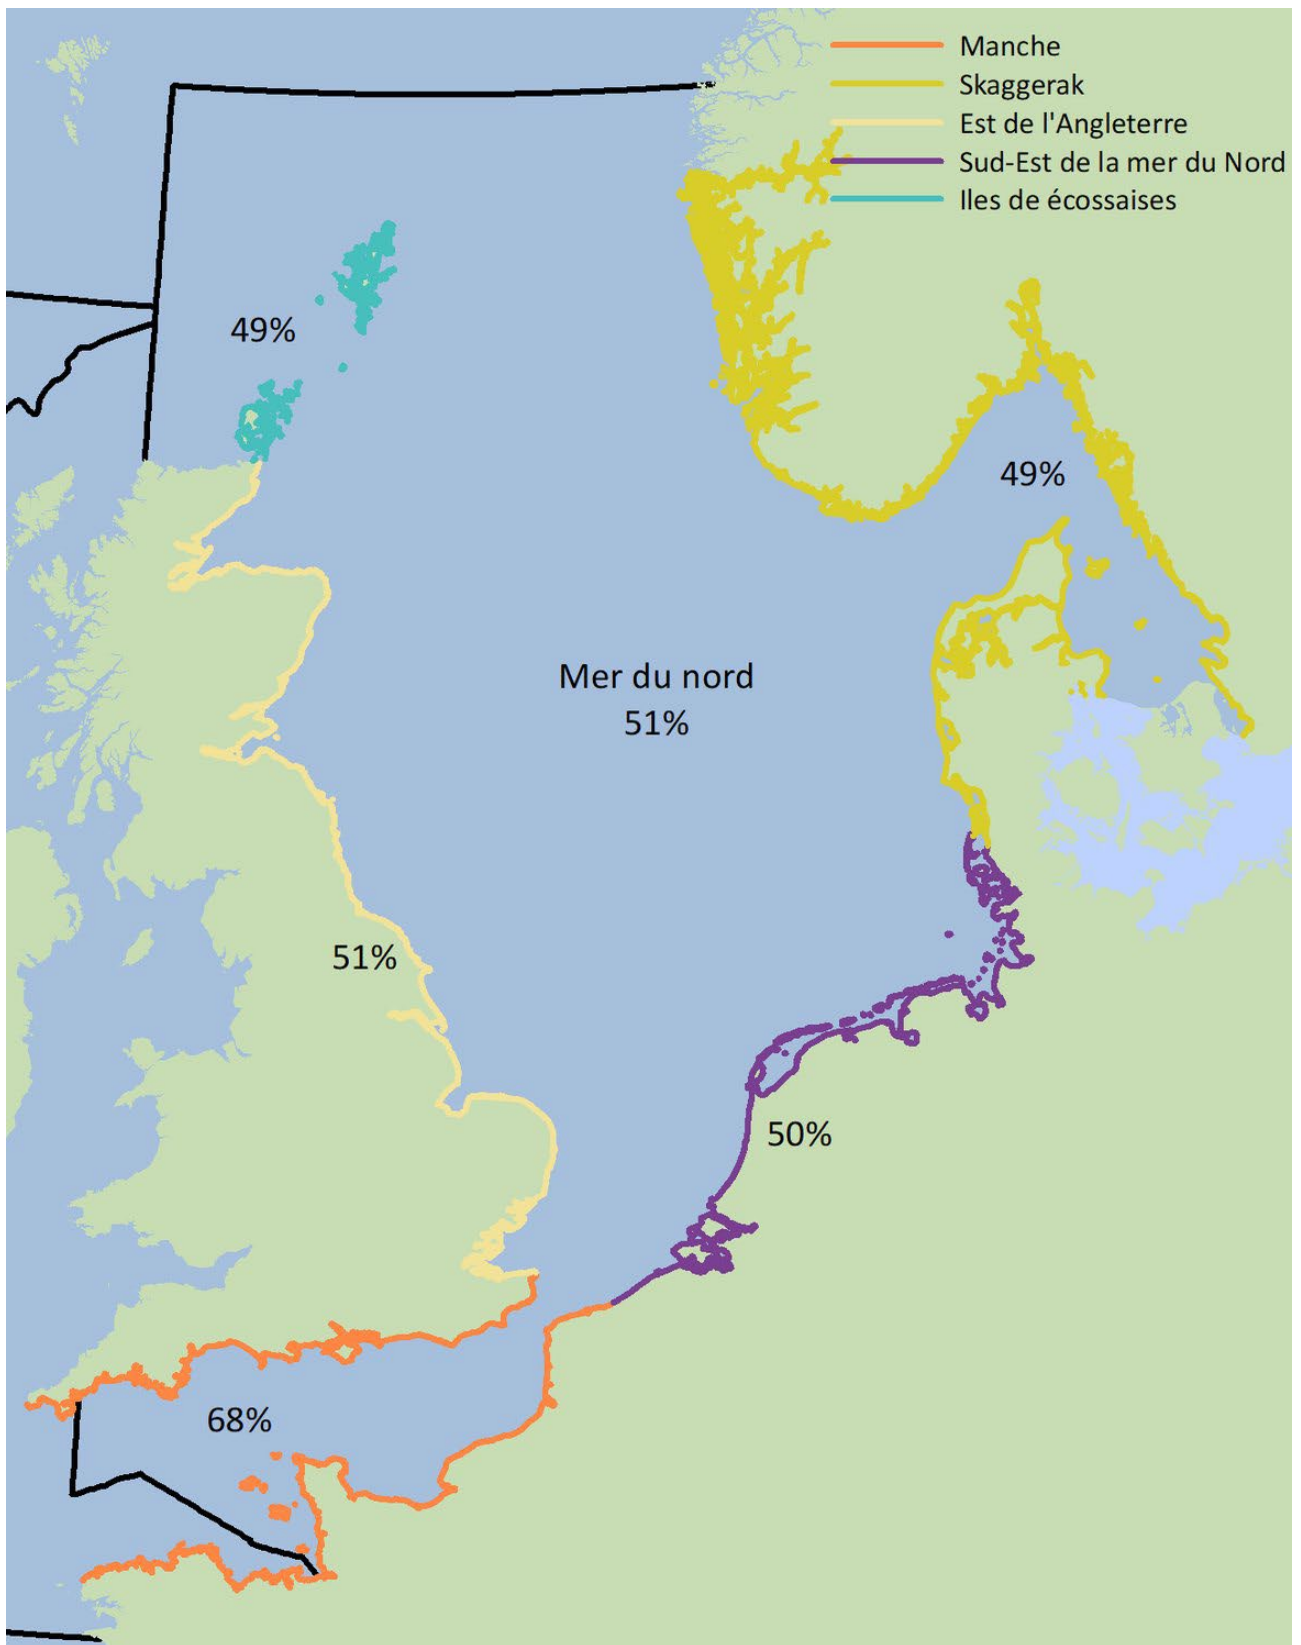 Manche
Skaggerak
Est de l'Angleterre
Sud-Est de la mer du Nord
Iles de écossaises
49%
49%
Mer du nord
51%
51%
50%
68%